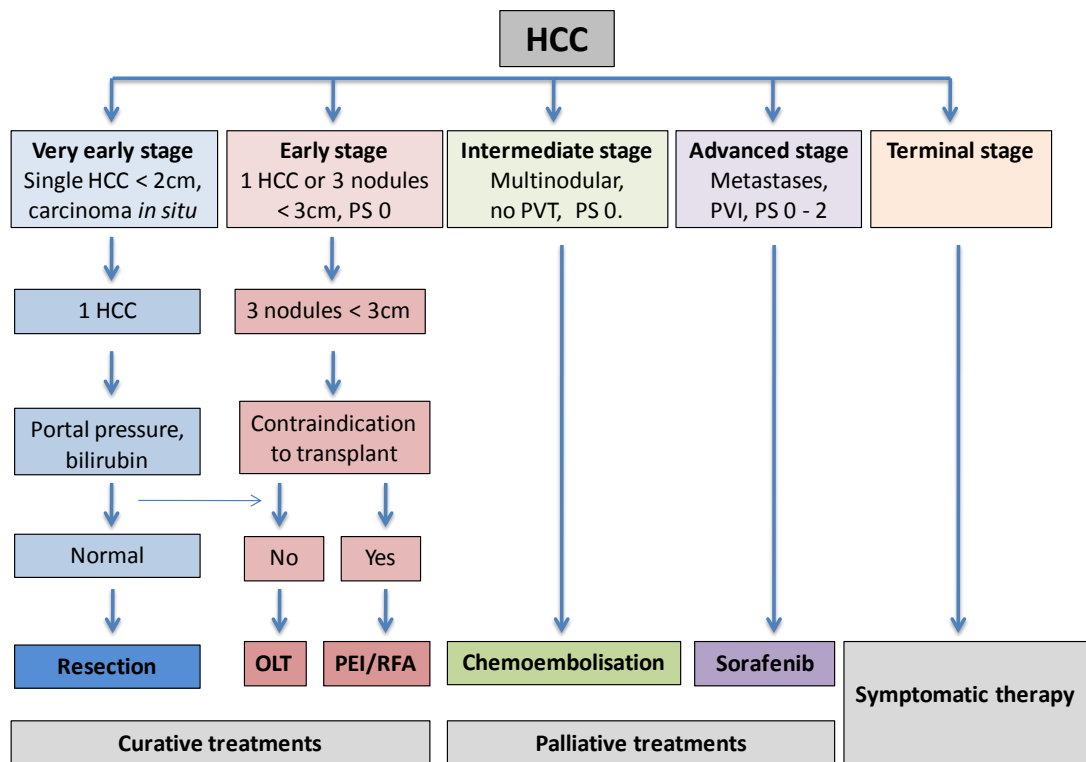 HCC
Very early stage
Single HCC < 2cm,
carcinoma in situ
Early stage
1 HCC or 3 nodules
< 3cm, PS 0
Intermediate stage
Multinodular,
no PVT, PS 0.
Advanced stage
Metastases,
PVI, PS 0 - 2
Terminal stage
1 HCC
3 nodules < 3cm
Portal pressure,
bilirubin
Contraindication
to transplant
Normal
No
Yes
Resection
OLT
PEI/RFA
Chemoembolisation
Sorafenib
Symptomatic therapy
Curative treatments
Palliative treatments